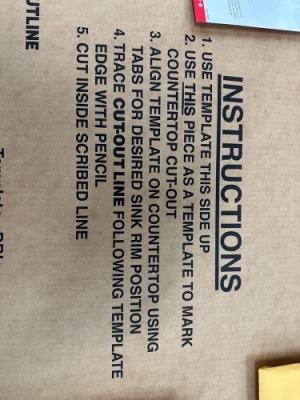 INSTRUCTIONS
1. USE TEMPLATE THIS SIDE UP
2. USE THIS PIECE AS A TEMPLATE TO MARK
COUNTERTOP CUT-OUT
3. ALIGN TEMPLATE ON COUNTERTOP USING
TABS FOR DESIRED SINK RIM POSITION
4. TRACE CUT-OUT LINE FOLLOWING TEMPLATE
EDGE WITH PENCIL
5. CUT INSIDE SCRIBED LINE
UTLINE